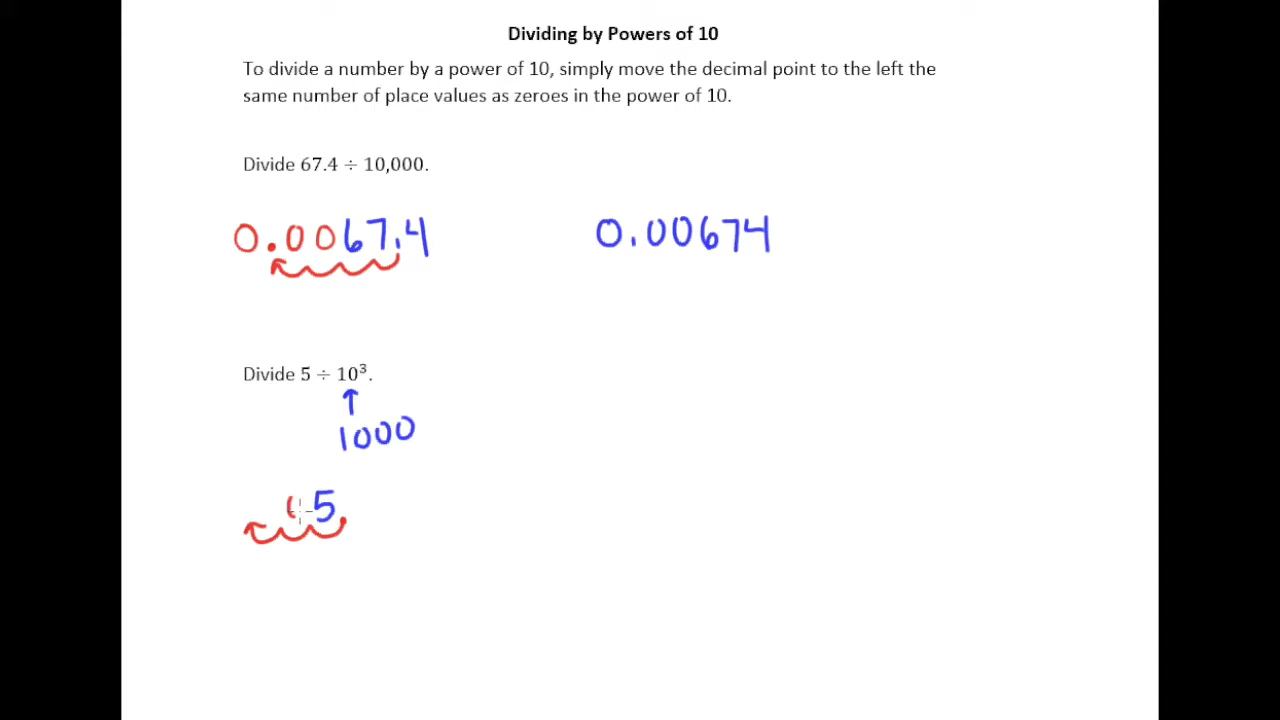 Dividing by Powers of 10
To divide a number by a power of 10, simply move the decimal point to the left the
same number of place values as zeroes in the power of 10.
Divide 67.4 ÷ 10,000.
0.0067.4
0.00674
Divide 5 ÷ 10³.
1000
5.